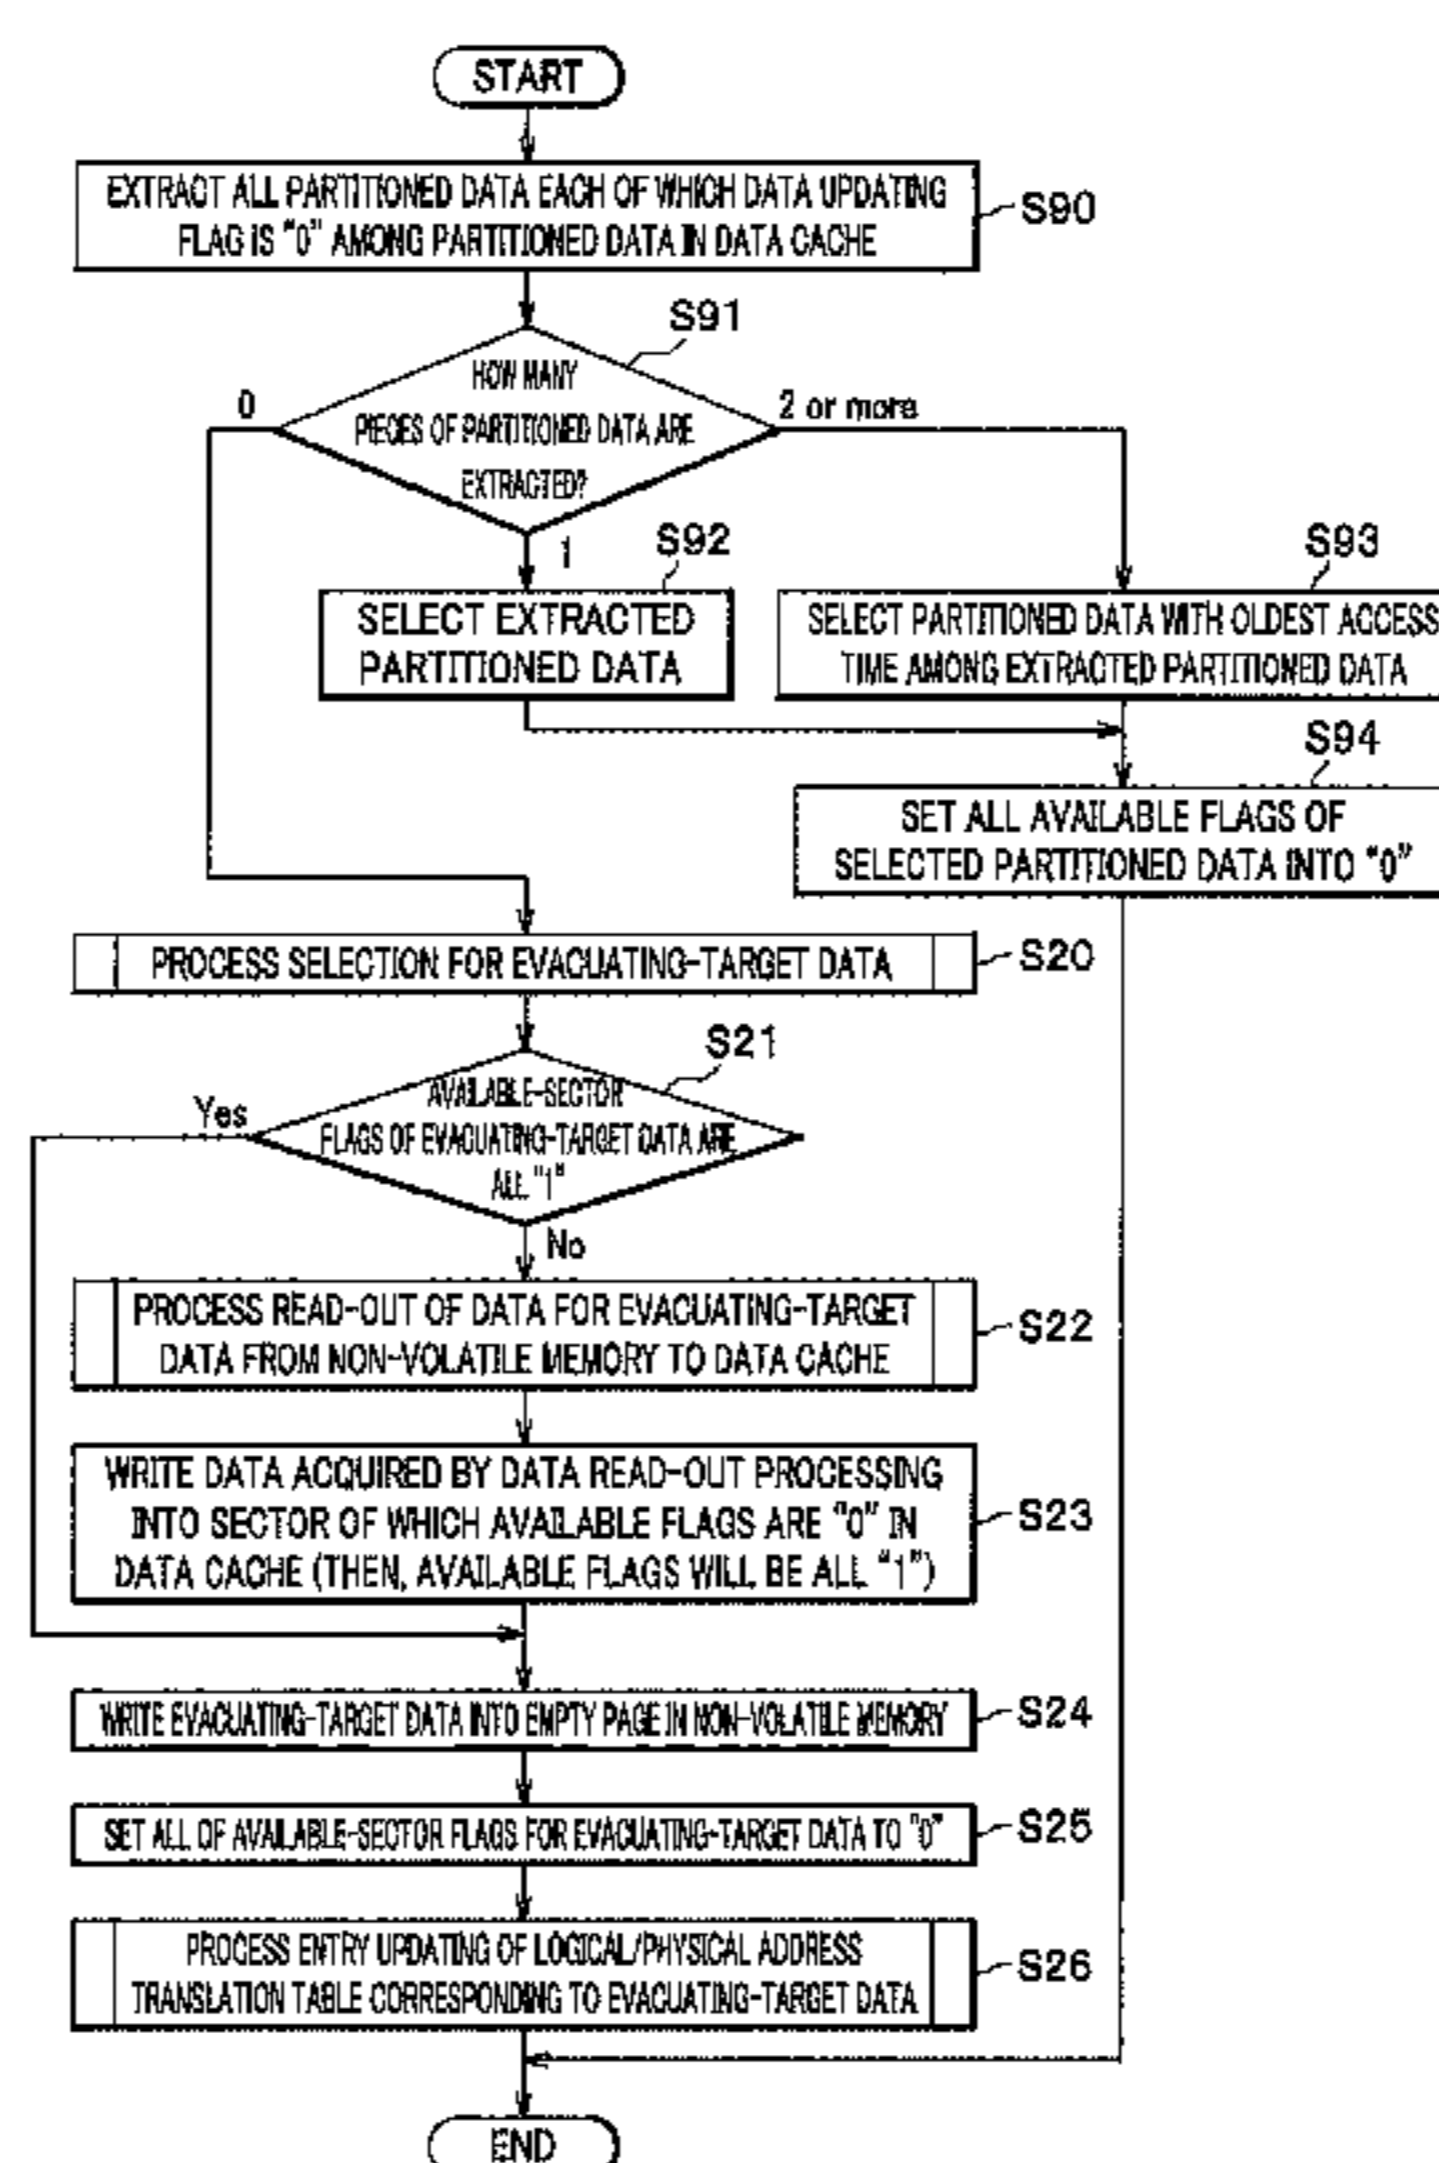 START
EXTRACT ALL PARTITIONED DATA EACH OF WHICH DATA UPDATING
FLAG IS "0" AMONG PARTITIONED DATA IN DATA CACHE
S90
S91
HOW MANY
PIECES OF PARTITIONED DATA ARE
EXTRACTED?
0
2 or more
1
S92
SELECT EXTRACTED
PARTITIONED DATA
S93
SELECT PARTITIONED DATA WITH OLDEST ACCESS
TIME AMONG EXTRACTED PARTITIONED DATA
S94
SET ALL AVAILABLE FLAGS OF
SELECTED PARTITIONED DATA INTO "0"
PROCESS SELECTION FOR EVACUATING-TARGET DATA
S20
S21
AVAILABLE-SECTOR
FLAGS OF EVACUATING-TARGET DATA ARE
ALL "1"
Yes
No
PROCESS READ-OUT OF DATA FOR EVACUATING-TARGET
DATA FROM NON-VOLATILE MEMORY TO DATA CACHE
S22
WRITE DATA ACQUIRED BY DATA READ-OUT PROCESSING
INTO SECTOR OF WHICH AVAILABLE FLAGS ARE "0" IN
DATA CACHE (THEN, AVAILABLE FLAGS WILL BE ALL "1")
S23
WRITE EVACUATING-TARGET DATA INTO EMPTY PAGE IN NON-VOLATILE MEMORY
S24
SET ALL OF AVAILABLE-SECTOR FLAGS FOR EVACUATING-TARGET DATA TO "0"
S25
PROCESS ENTRY UPDATING OF LOGICAL/PHYSICAL ADDRESS
TRANSLATION TABLE CORRESPONDING TO EVACUATING-TARGET DATA
S26
END